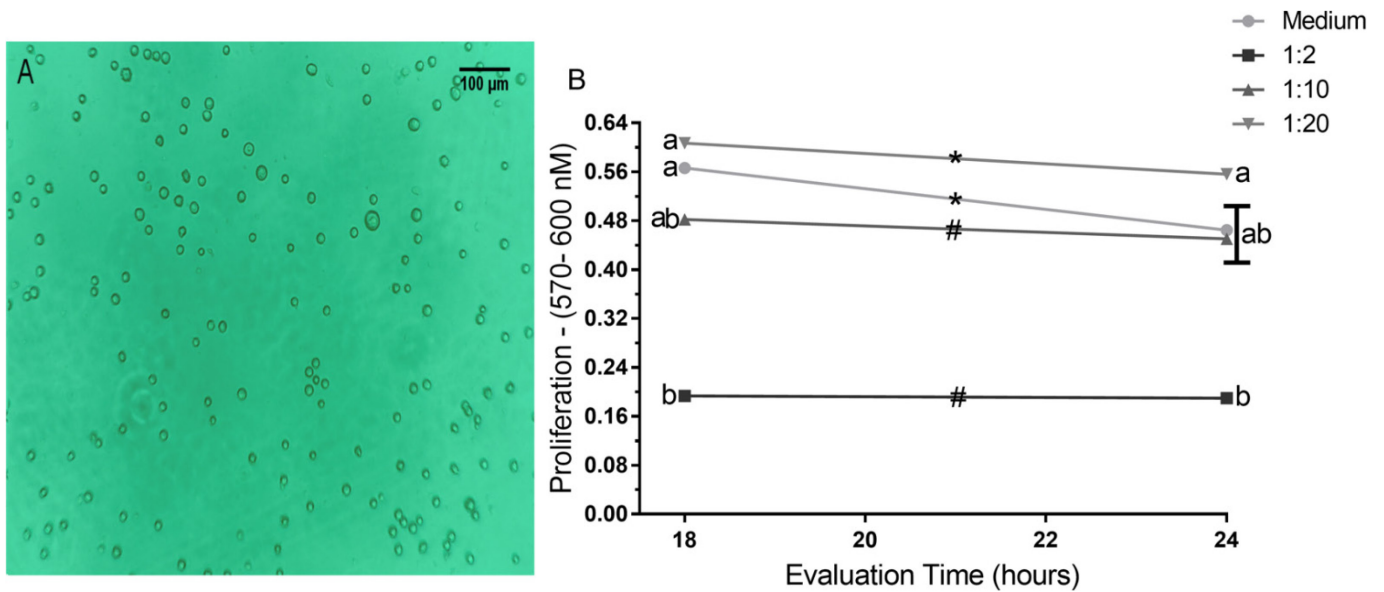 A
100 µm
B
Medium
1:2
1:10
1:20
Proliferation - (570- 600 nM)
0.64
0.56
0.48
0.40
0.32
0.24
0.16
0.08
0.00
a
*
a
a
*
ab
#
ab
b
#
b
18
20
22
24
Evaluation Time (hours)